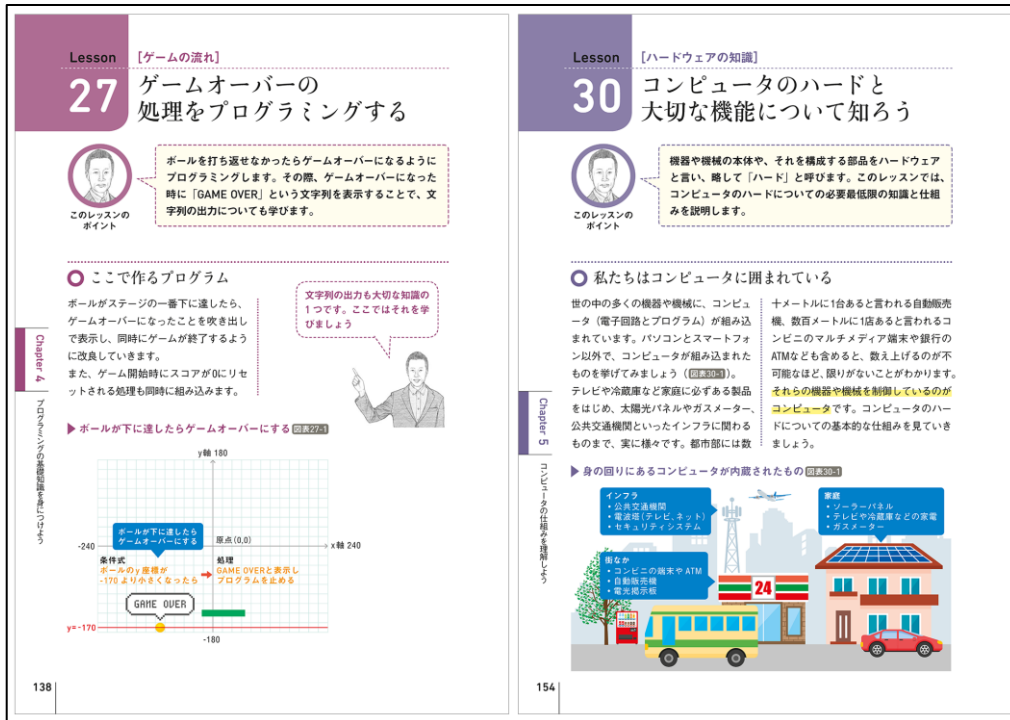 Lesson
27
[ゲームの流れ]
ゲームオーバーの
処理をプログラミングする
このレッスンの
ポイント
ボールを打ち返せなかったらゲームオーバーになるように
プログラミングします。その際、ゲームオーバーになった
時に「GAME OVER」という文字列を表示することで、文
字列の出力についても学びます。
ここで作るプログラム
ボールがステージの一番下に達したら、
ゲームオーバーになったことを吹き出し
で表示し、同時にゲームが終了するよう
に改良していきます。
また、ゲーム開始時にスコアが0にリセ
ットされる処理も同時に組み込みます。
文字列の出力も大切な知識の
1つです。ここではそれを学
びましょう
▶ ボールが下に達したらゲームオーバーにする 図表27-1
y軸 180
ボールが下に達したら
ゲームオーバーにする
原点(0,0)
-240
x軸 240
条件式
ボールのy座標が
-170より小さくなったら
処理
GAME OVERと表示し
プログラムを止める
GAME OVER
y=-170
-180
Chapter 4
プログラミングの基礎知識を身につけよう
138
Lesson
30
[ハードウェアの知識]
コンピュータのハードと
大切な機能について知ろう
このレッスンの
ポイント
機器や機械の本体や、それを構成する部品をハードウェア
と言い、略して「ハード」と呼びます。このレッスンでは、
コンピュータのハードについての必要最低限の知識と仕組
みを説明します。
私たちはコンピュータに囲まれている
世の中の多くの機器や機械に、コンピュ
ータ（電子回路とプログラム）が組み込
まれています。パソコンとスマートフォ
ン以外で、コンピュータが組み込まれた
ものを挙げてみましょう（図表30-1）。
テレビや冷蔵庫など家庭に必ずある製品
をはじめ、太陽光パネルやガスメーター、
公共交通機関といったインフラに関わる
ものまで、実に様々です。都市部には数
十メートルに1台あると言われる自動販売
機、数百メートルに1店あると言われるコ
ンビニのマルチメディア端末や銀行の
ATMなども含めると、数え上げるのが不
可能なほど、限りがないことがわかります。
それらの機器や機械を制御しているのが
コンピュータです。コンピュータのハー
ドについての基本的な仕組みを見ていき
ましょう。
▶ 身の回りにあるコンピュータが内蔵されたもの 図表30-1
インフラ
・公共交通機関
・電波塔（テレビ、ネット）
・セキュリティシステム
家庭
・ソーラーパネル
・テレビや冷蔵庫などの家電
・ガスメーター
街なか
・コンビニの端末や ATM
・自動販売機
・電光掲示板
24
Chapter 5
コンピュータの仕組みを理解しよう
154